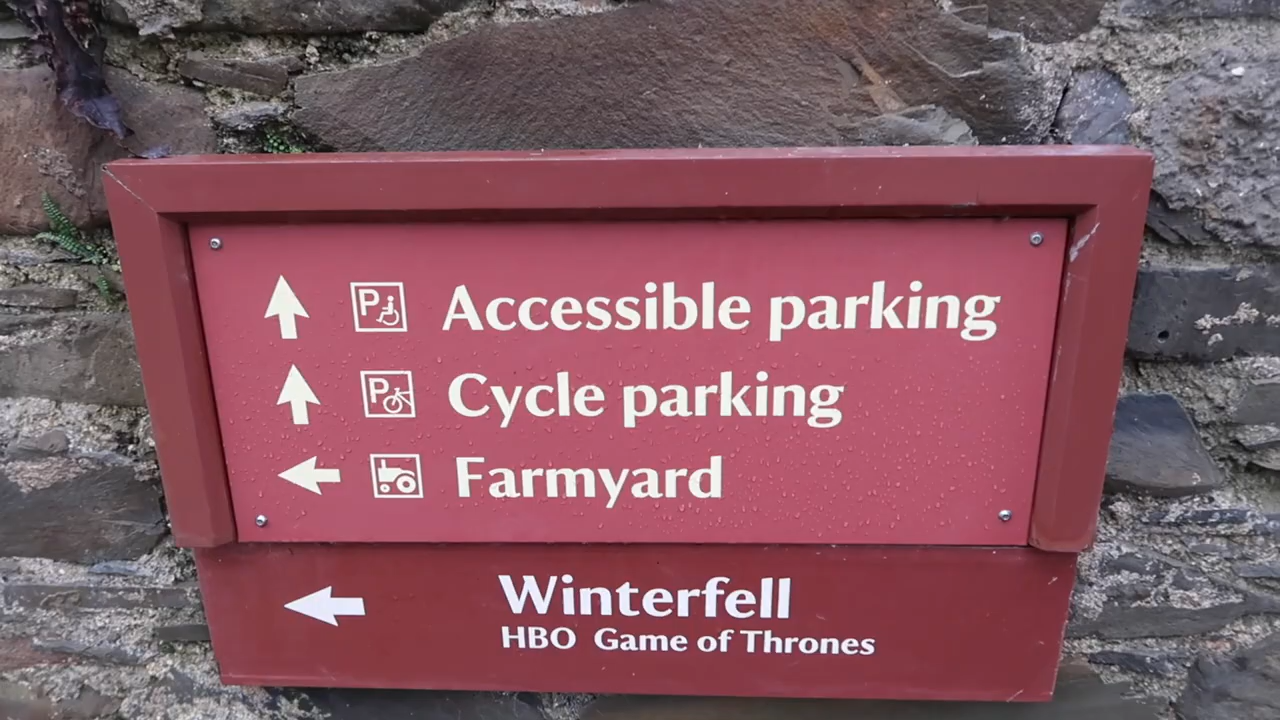 P Accessible parking
P Cycle parking
Farmyard
Winterfell
HBO Game of Thrones